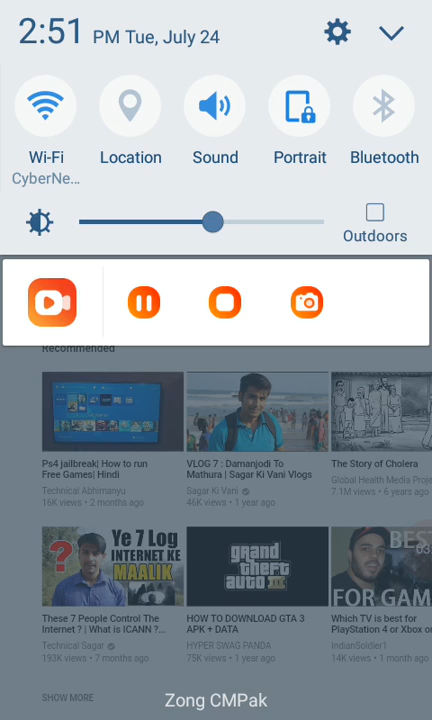 2:51 PM Tue, July 24
Wi-Fi
Location
Sound
Portrait
Bluetooth
CyberNe...
Outdoors
Recommended
Ps4 jailbreak| How to run
Free Games| Hindi
Technical Abhimanyu
16K views • 2 months ago
VLOG 7 : Damanjodi To
Mathura | Sagar Ki Vani Vlogs
Sagar Ki Vani
46K views • 1 year ago
The Story of Cholera
Global Health Media Proje
7.1M views • 6 years ago
Ye 7 Log
INTERNET KE
MAALIK
These 7 People Control The
Internet ? | What is ICANN ?...
Technical Sagar
193K views • 7 months ago
grand
theft
auto
HOW TO DOWNLOAD GTA 3
APK + DATA
HYPER SWAG PANDA
75K views • 1 year ago
BES
03:
FOR GAM
Which TV is best for
PlayStation 4 or Xbox or
IndianSoldier1
14K views • 1 month ago
SHOW MORE
Zong CMPak